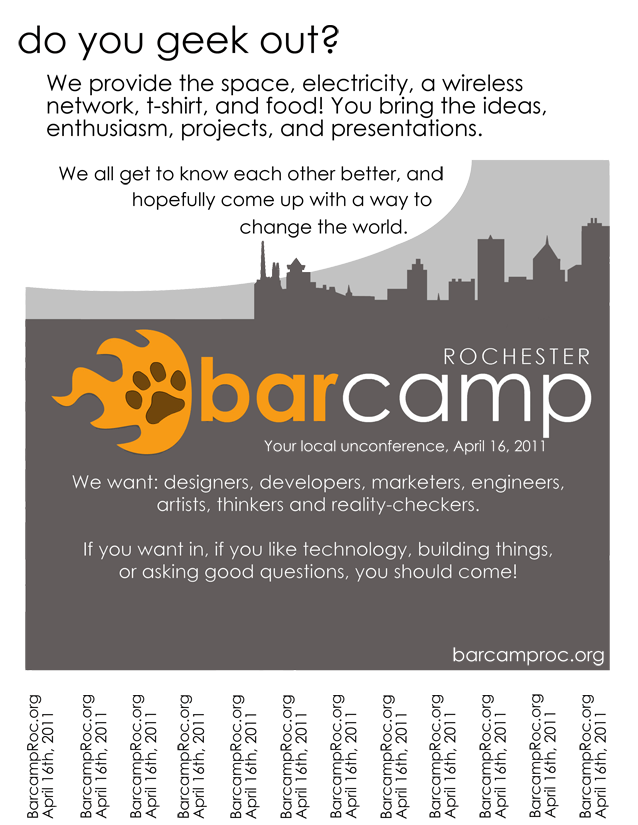 do you geek out?
We provide the space, electricity, a wireless
network, t-shirt, and food! You bring the ideas,
enthusiasm, projects, and presentations.
We all get to know each other better, and
hopefully come up with a way to
change the world.
ROCHESTER
barcamp
Your local unconference, April 16, 2011
We want: designers, developers, marketers, engineers,
artists, thinkers and reality-checkers.
If you want in, if you like technology, building things,
or asking good questions, you should come!
barcamproc.org
BarcampRoc.org
April 16th, 2011
BarcampRoc.org
April 16th, 2011
BarcampRoc.org
April 16th, 2011
BarcampRoc.org
April 16th, 2011
BarcampRoc.org
April 16th, 2011
BarcampRoc.org
April 16th, 2011
BarcampRoc.org
April 16th, 2011
BarcampRoc.org
April 16th, 2011
BarcampRoc.org
April 16th, 2011
BarcampRoc.org
April 16th, 2011
BarcampRoc.org
April 16th, 2011
BarcampRoc.org
April 16th, 2011